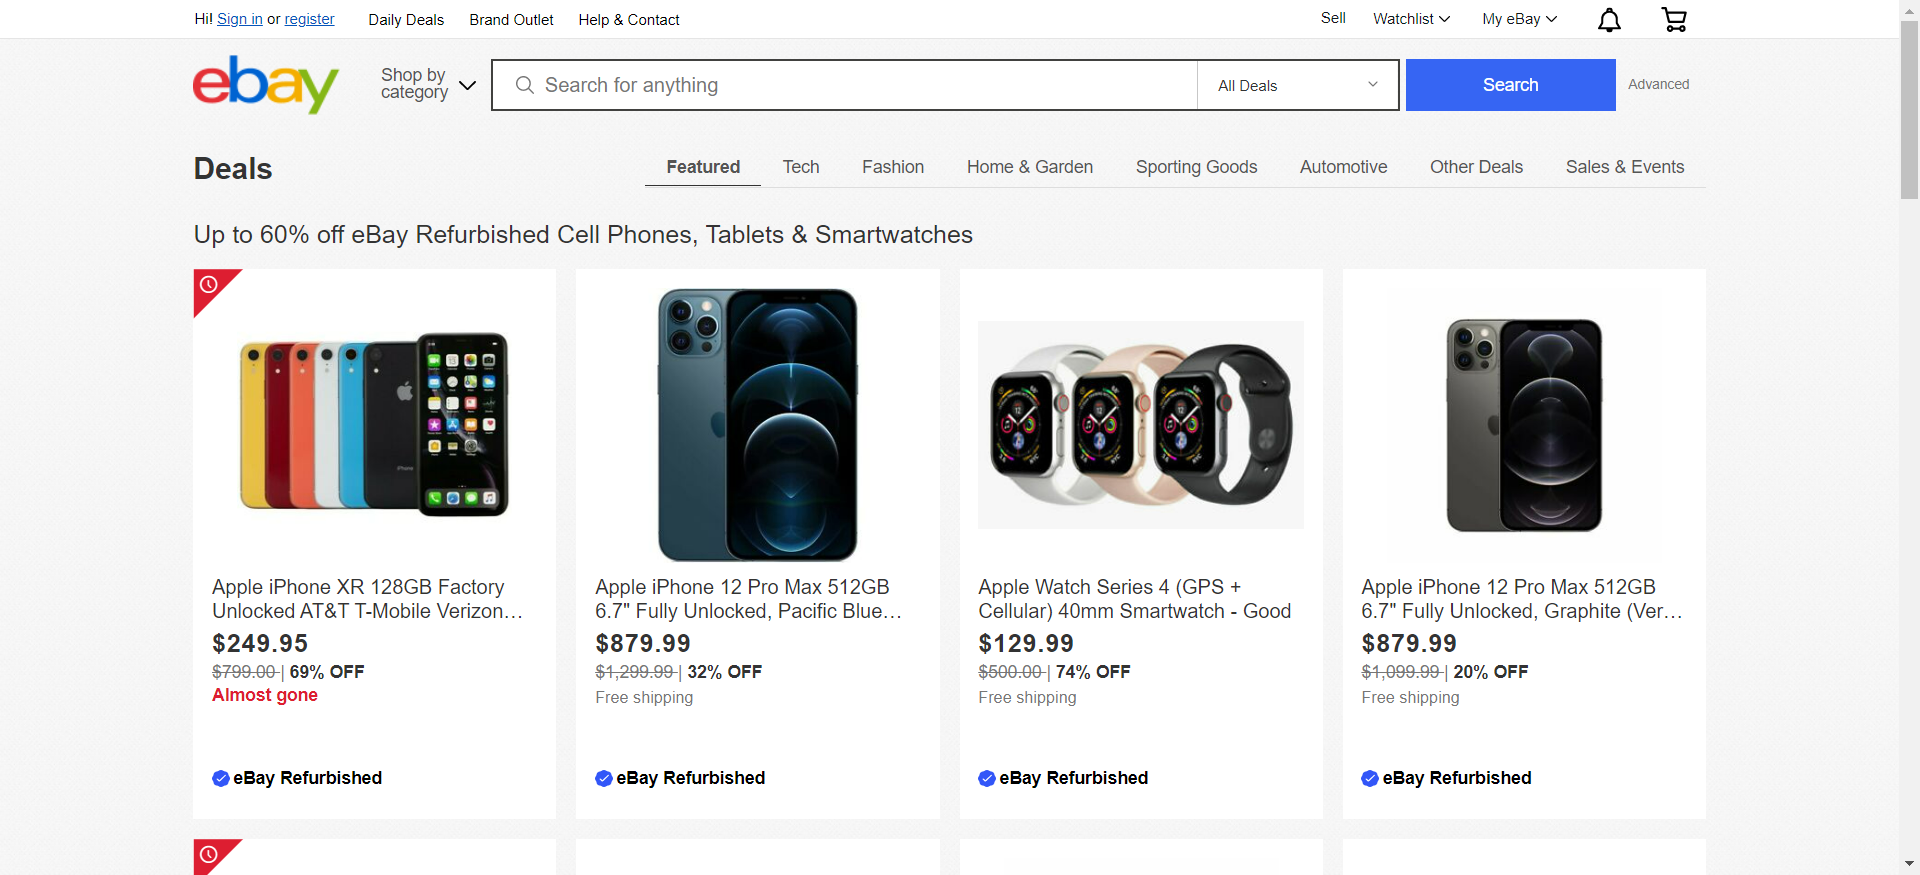 Hi! Sign in or register
Daily Deals
Brand Outlet
Help & Contact
Sell
Watchlist
My eBay
ebay
Shop by
category
Search for anything
All Deals
Search
Advanced
Deals
Featured
Tech
Fashion
Home & Garden
Sporting Goods
Automotive
Other Deals
Sales & Events
Up to 60% off eBay Refurbished Cell Phones, Tablets & Smartwatches
Apple iPhone XR 128GB Factory
Unlocked AT&T T-Mobile Verizon…
$249.95
$799.00 | 69% OFF
Almost gone
eBay Refurbished
Apple iPhone 12 Pro Max 512GB
6.7" Fully Unlocked, Pacific Blue…
$879.99
$1,299.99 | 32% OFF
Free shipping
eBay Refurbished
Apple Watch Series 4 (GPS +
Cellular) 40mm Smartwatch - Good
$129.99
$500.00 | 74% OFF
Free shipping
eBay Refurbished
Apple iPhone 12 Pro Max 512GB
6.7" Fully Unlocked, Graphite (Ver…
$879.99
$1,099.99 | 20% OFF
Free shipping
eBay Refurbished